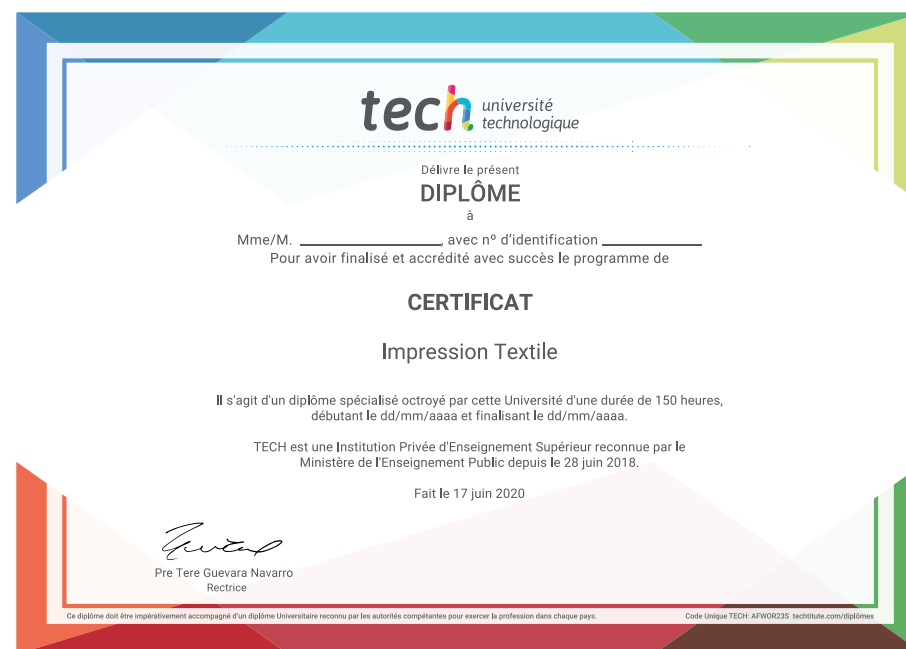 tech université
technologique
Délivre le présent
DIPLÔME
à
Mme/M. ____________________, avec nº d'identification ______________
Pour avoir finalisé et accrédité avec succès le programme de
CERTIFICAT
Impression Textile
Il s'agit d'un diplôme spécialisé octroyé par cette Université d'une durée de 150 heures,
débutant le dd/mm/aaaa et finalisant le dd/mm/aaaa.
TECH est une Institution Privée d'Enseignement Supérieur reconnue par le
Ministère de l'Enseignement Public depuis le 28 juin 2018.
Fait le 17 juin 2020
Pre Tere Guevara Navarro
Rectrice
Ce diplôme doit être impérativement accompagné d'un diplôme Universitaire reconnu par les autorités compétantes pour exercer la profession dans chaque pays. Code Unique TECH: AFWOR23S techtitute.com/diplômes